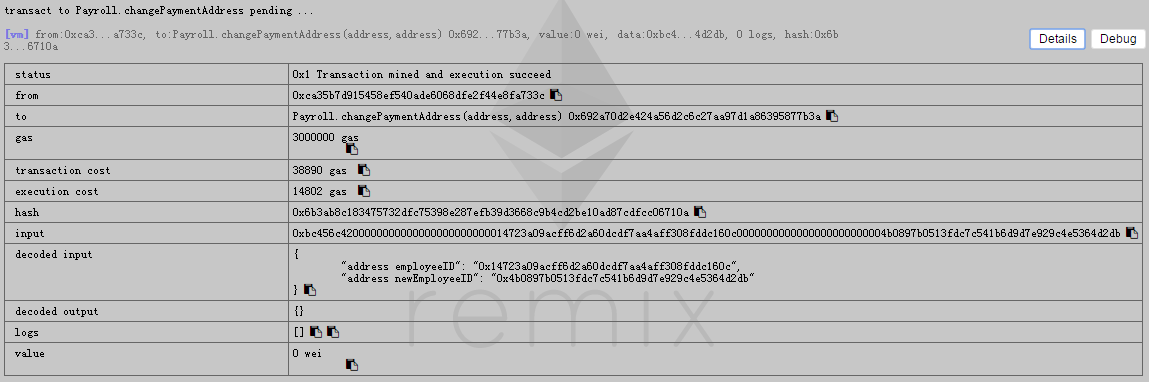 transact to Payroll.changePaymentAddress pending ...
[vm] from:0xca3...a733c, to:Payroll.changePaymentAddress(address,address) 0x692...77b3a, value:0 wei, data:0xbc4...4d2db, 0 logs, hash:0x6b
3...6710a
Details
Debug
status 0x1 Transaction mined and execution succeed
from 0xca35b7d915458ef540ade6068dfe2f44e8fa733c
to Payroll.changePaymentAddress(address,address) 0x692a70d2e424a56d2c6c27aa97d1a86395877b3a
gas 3000000 gas
transaction cost 38890 gas
execution cost 14802 gas
hash 0x6b3ab8c183475732dfc75398e287efb39d3668c9b4cd2be10ad87cdfcc06710a
input 0xbc456c4200000000000000000000000014723a09acff6d2a60dcdf7aa4aff308fddc160c0000000000000000000000004b0897b0513fdc7c541b6d9d7e929c4e5364d2db
decoded input {
"address employeeID": "0x14723a09acff6d2a60dcdf7aa4aff308fddc160c",
"address newEmployeeID": "0x4b0897b0513fdc7c541b6d9d7e929c4e5364d2db"
}
decoded output {}
logs []
value 0 wei
remix